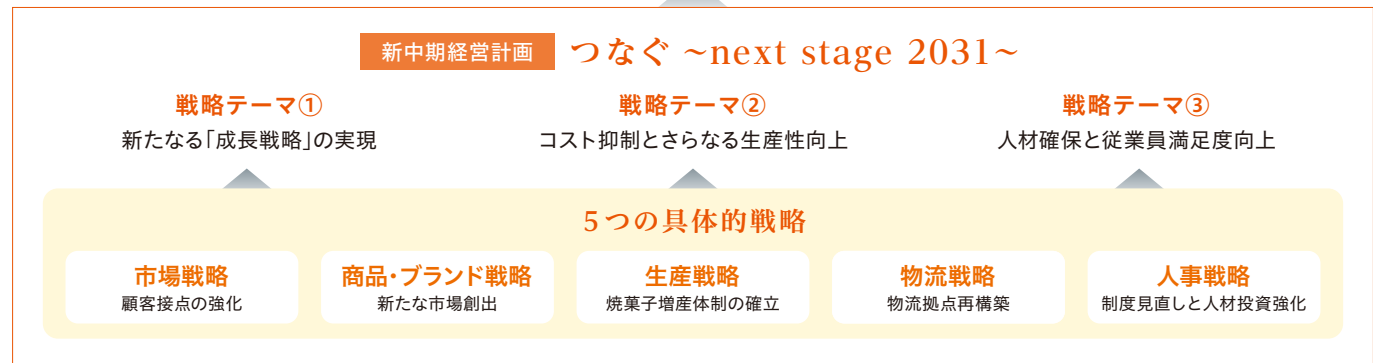 新中期経営計画 つなぐ ~next stage 2031~
戦略テーマ①
新たなる「成長戦略」の実現
戦略テーマ②
コスト抑制とさらなる生産性向上
戦略テーマ③
人材確保と従業員満足度向上
5つの具体的戦略
市場戦略
顧客接点の強化
商品・ブランド戦略
新たな市場創出
生産戦略
焼菓子増産体制の確立
物流戦略
物流拠点再構築
人事戦略
制度見直しと人材投資強化